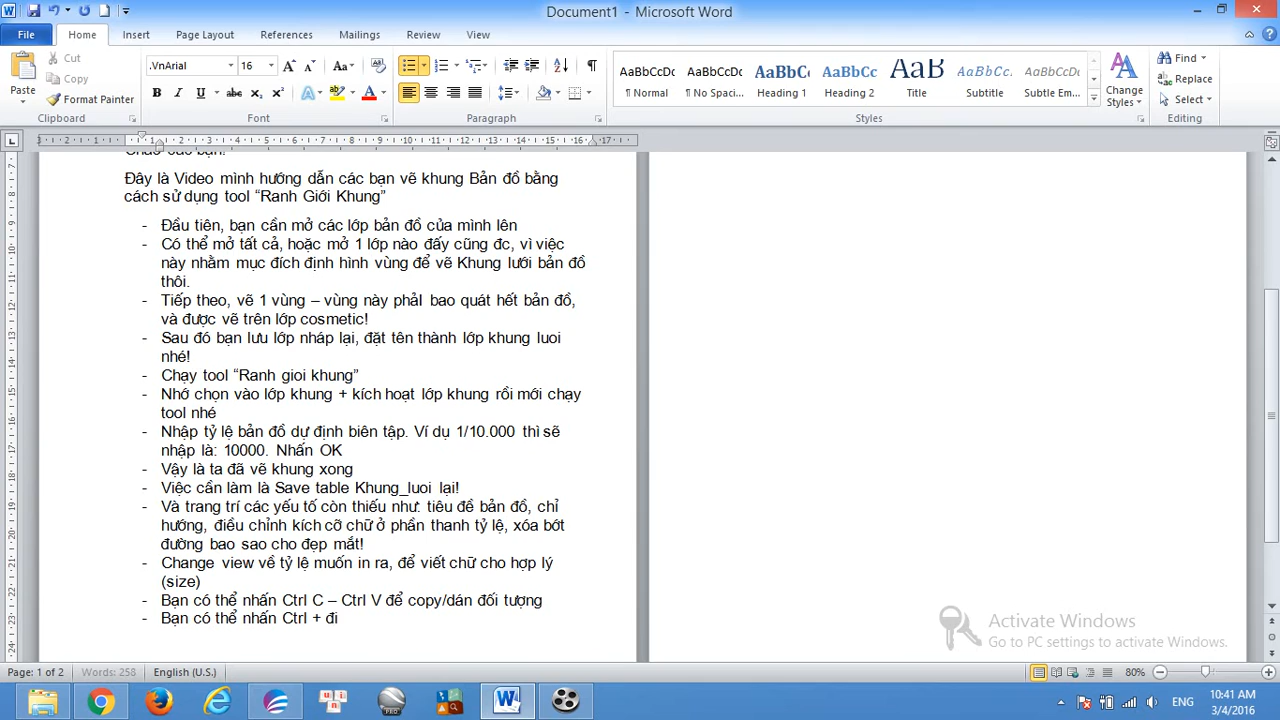 Document1 - Microsoft Word
File Home Insert Page Layout References Mailings Review View
Paste
Cut
Copy
Format Painter
Clipboard
.VnArial 16
Font
Paragraph
AaBbCcDc AaBbCcDc AaBbC AaBbCc AaB AaBbCcD AaBbCcDc
¶ Normal ¶ No Spaci... Heading 1 Heading 2 Title Subtitle Subtle Em...
Styles
Change Styles
Find
Replace
Select
Editing
Đây là Video mình hướng dẫn các bạn vẽ khung Bản đồ bằng
cách sử dụng tool “Ranh Giới Khung”
- Đầu tiên, bạn cần mở các lớp bản đồ của mình lên
- Có thể mở tất cả, hoặc mở 1 lớp nào đấy cũng đc, vì việc
này nhằm mục đích định hình vùng để vẽ Khung lưới bản đồ
thôi.
- Tiếp theo, vẽ 1 vùng – vùng này phảI bao quát hết bản đồ,
và được vẽ trên lớp cosmetic!
- Sau đó bạn lưu lớp nháp lại, đặt tên thành lớp khung luoi
nhé!
- Chạy tool “Ranh gioi khung”
- Nhớ chọn vào lớp khung + kích hoạt lớp khung rồi mới chạy
tool nhé
- Nhập tỷ lệ bản đồ dự định biên tập. Ví dụ 1/10.000 thì sẽ
nhập là: 10000. Nhấn OK
- Vậy là ta đã vẽ khung xong
- Việc cần làm là Save table Khung_luoi lại!
- Và trang trí các yếu tố còn thiếu như: tiêu đề bản đồ, chỉ
hướng, điều chỉnh kích cỡ chữ ở phần thanh tỷ lệ, xóa bớt
đường bao sao cho đẹp mắt!
- Change view về tỷ lệ muốn in ra, để viết chữ cho hợp lý
(size)
- Bạn có thể nhấn Ctrl C – Ctrl V để copy/dán đối tượng
- Bạn có thể nhấn Ctrl + đi
Activate Windows
Go to PC settings to activate Windows.
Page: 1 of 2 Words: 258 English (U.S.) 80%
ENG
10:41 AM
3/4/2016